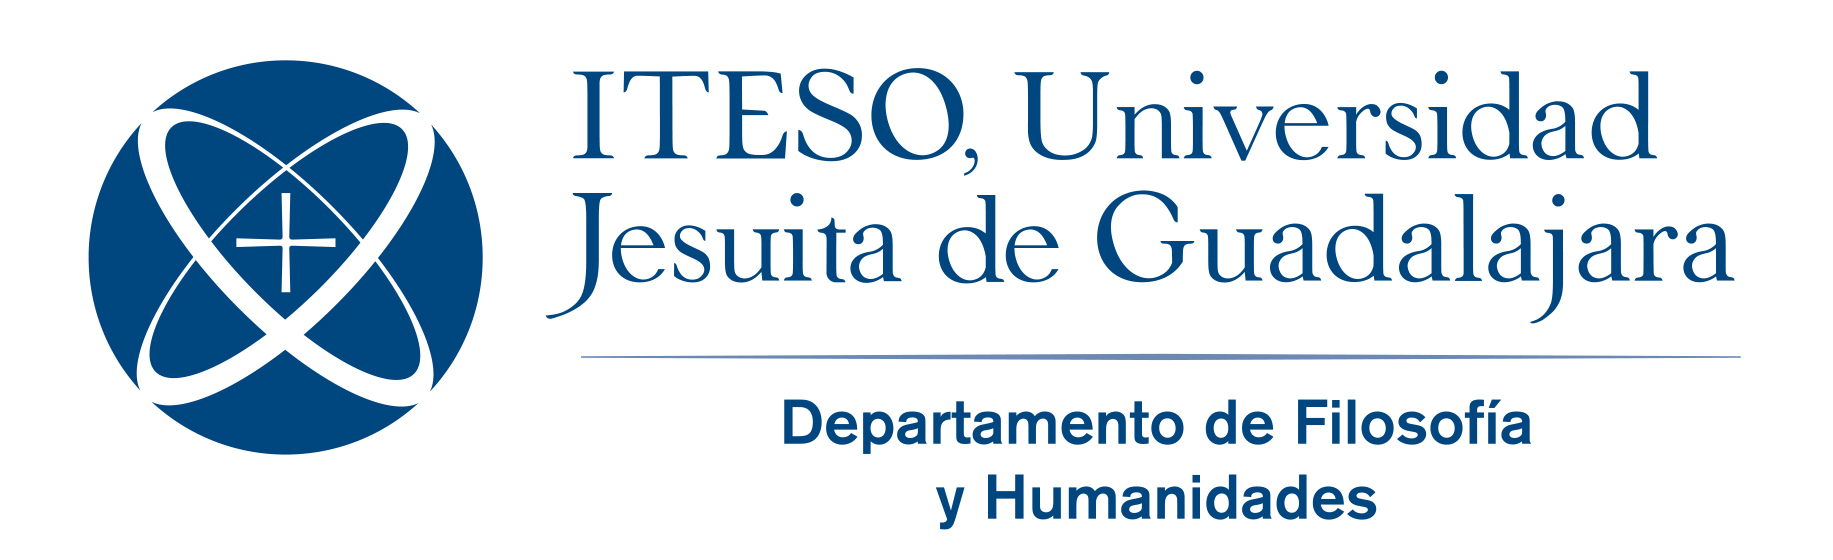 ITESO, Universidad
Jesuita de Guadalajara
Departamento de Filosofía
y Humanidades